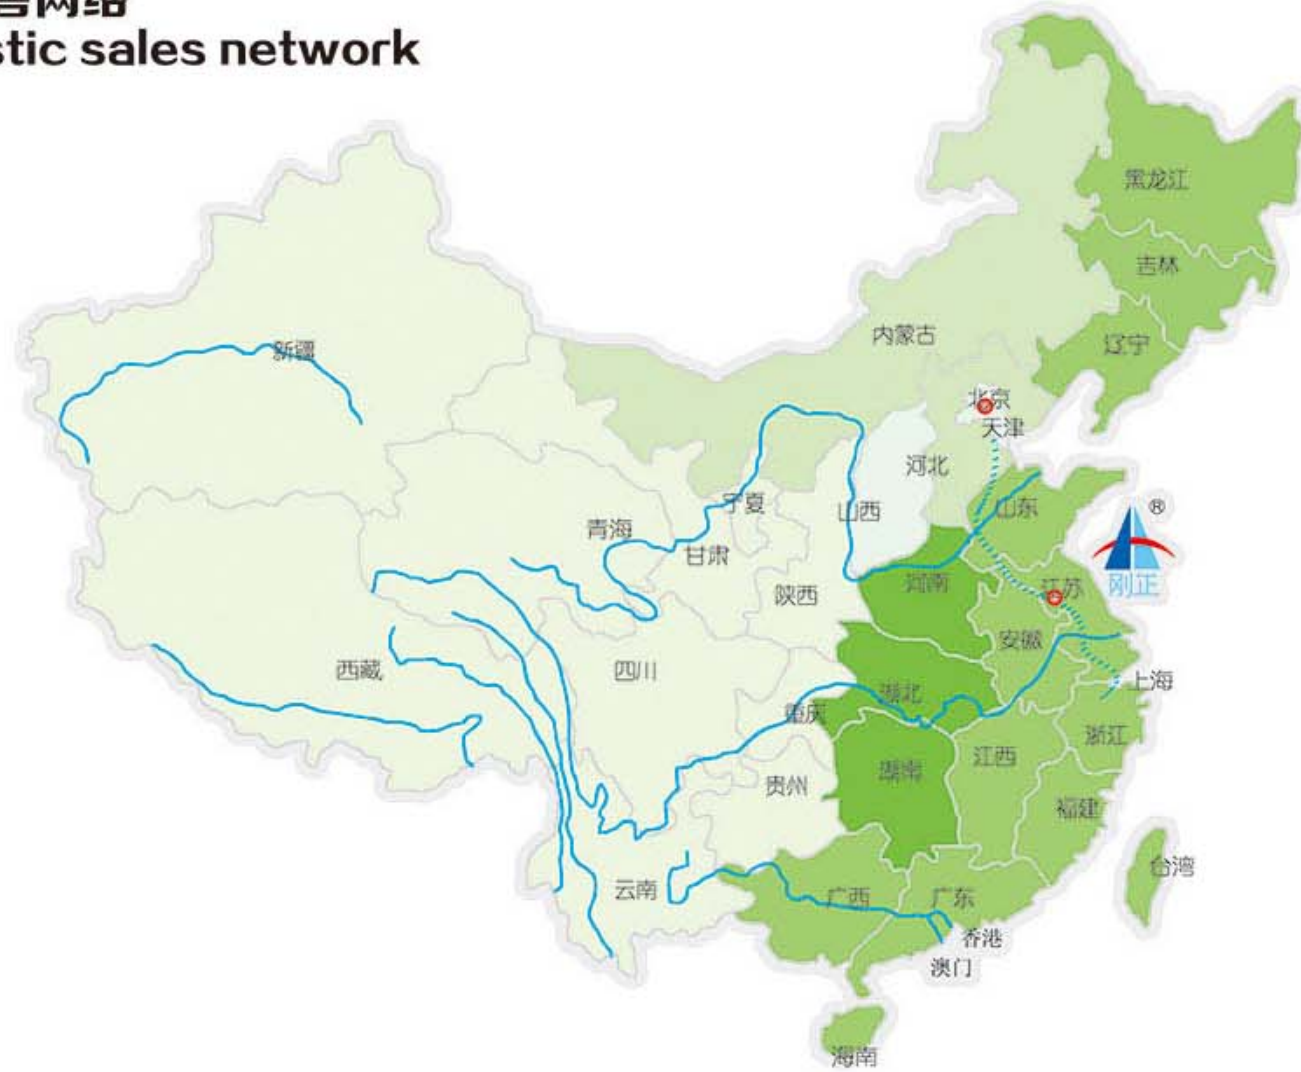 售网络
stic sales network
黑龙江
吉林
辽宁
内蒙古
新疆
北京
天津
河北
山西
宁夏
山东
®
青海
甘肃
刚正
陕西
河南
江苏
安徽
西藏
四川
上海
湖北
重庆
浙江
江西
湖南
贵州
福建
台湾
云南
广西
广东
香港
澳门
海南